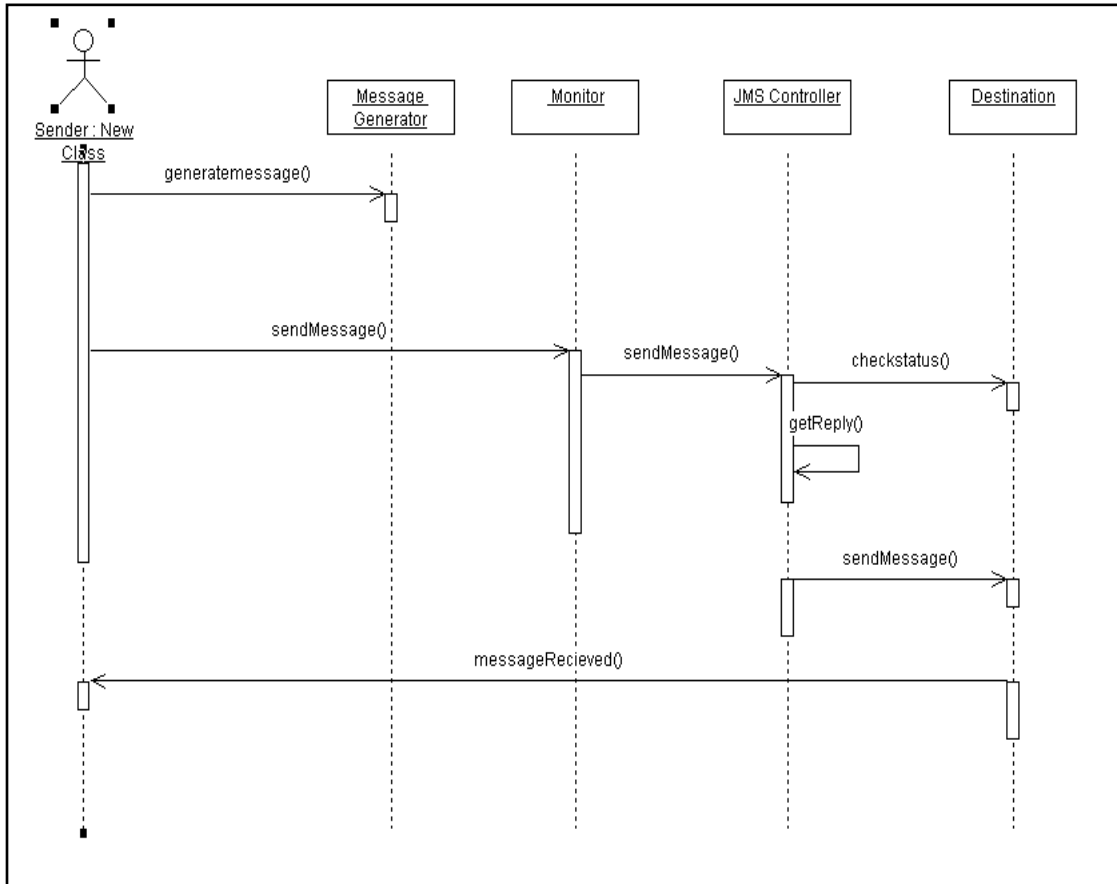 Message
Generator
Monitor
JMS Controller
Destination
Sender : New
Class
generatemessage()
sendMessage()
sendMessage()
checkstatus()
getReply()
sendMessage()
messageRecieved()